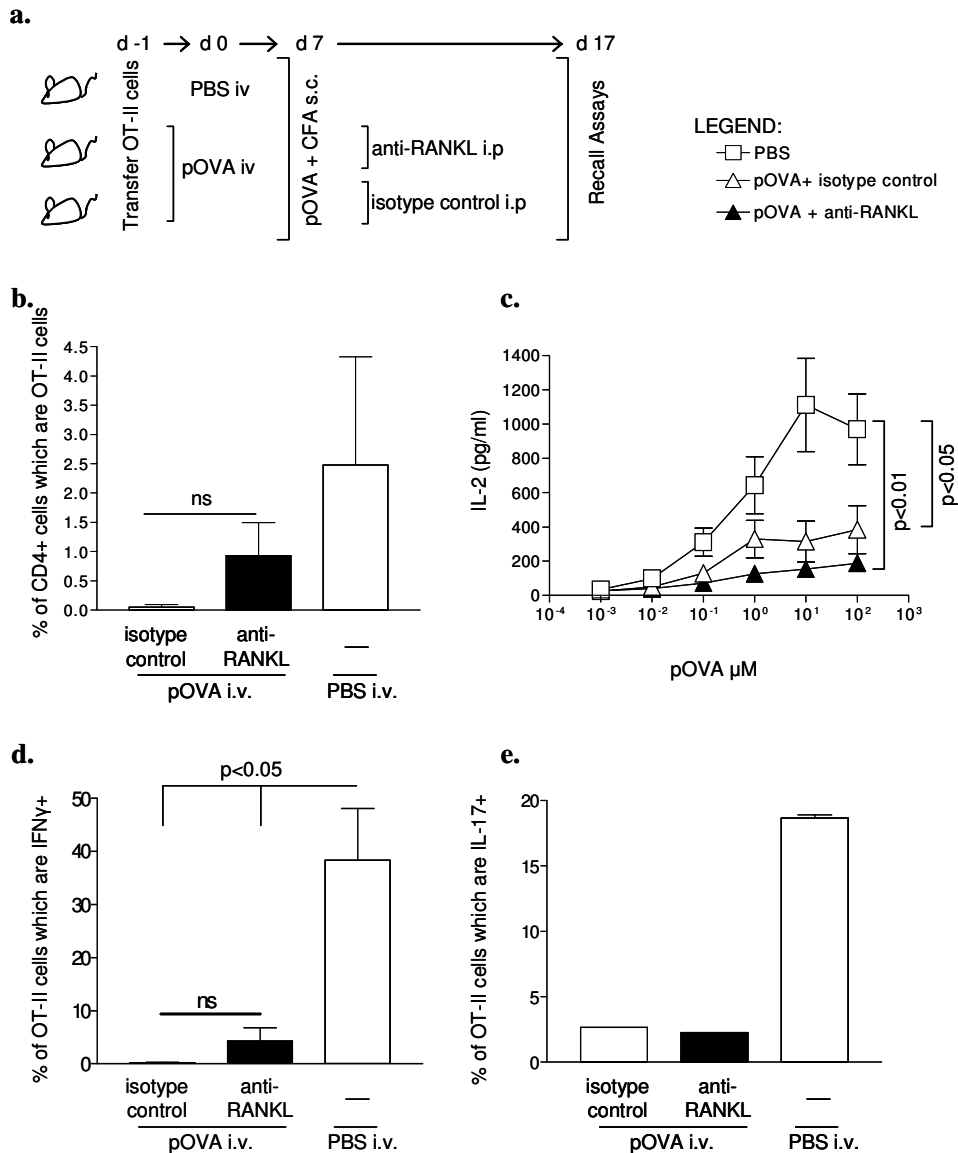 a.
d -1 d 0 d 7 d 17
Transfer OT-II cells
PBS iv
pOVA iv
pOVA + CFA s.c.
anti-RANKL i.p
isotype control i.p
Recall Assays
LEGEND:
PBS
pOVA+ isotype control
pOVA + anti-RANKL
b.
% of CD4+ cells which are OT-II cells
4.5
4.0
3.5
3.0
2.5
2.0
1.5
1.0
0.5
0.0
ns
isotype control
anti-RANKL
—
pOVA i.v.
PBS i.v.
c.
IL-2 (pg/ml)
1400
1200
1000
800
600
400
200
0
10-4 10-3 10-2 10-1 100 101 102 103
pOVA µM
p<0.01
p<0.05
d.
% of OT-II cells which are IFNγ+
p<0.05
50
40
30
20
10
0
ns
isotype control
anti-RANKL
—
pOVA i.v.
PBS i.v.
e.
% of OT-II cells which are IL-17+
20
15
10
5
0
isotype control
anti-RANKL
—
pOVA i.v.
PBS i.v.